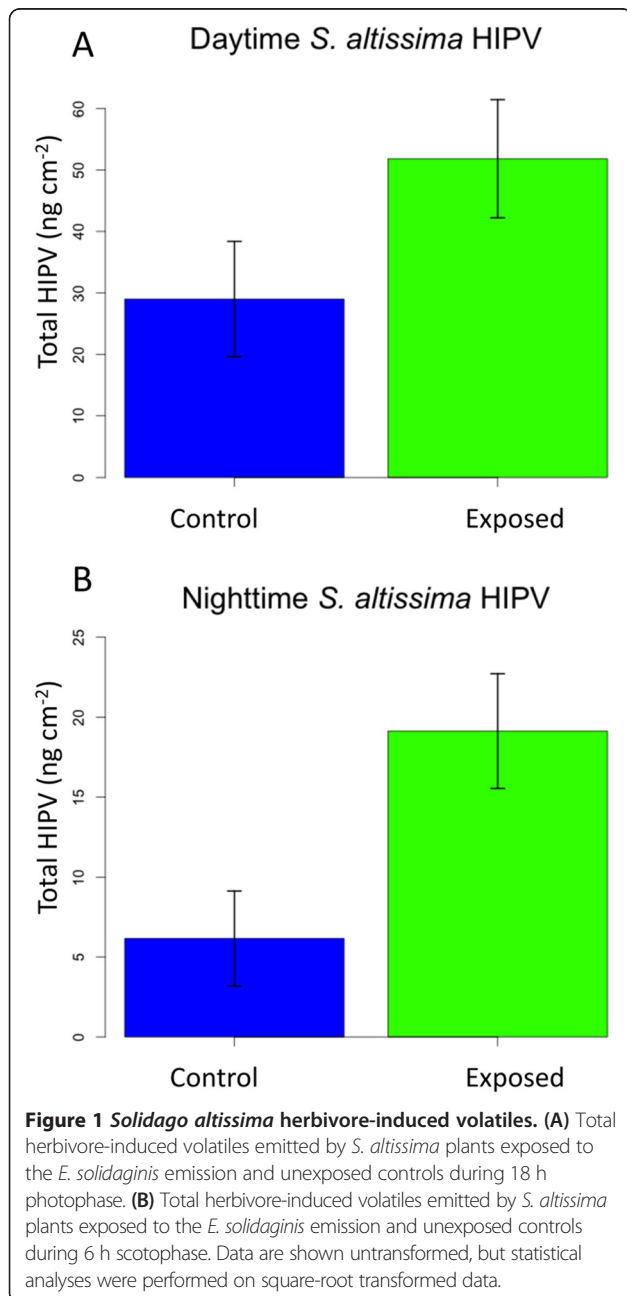 A
Daytime S. altissima HIPV
Total HIPV (ng cm-2)
60
50
40
30
20
10
0
Control Exposed
B
Nighttime S. altissima HIPV
Total HIPV (ng cm-2)
25
20
15
10
5
0
Control Exposed
Figure 1 Solidago altissima herbivore-induced volatiles. (A) Total
herbivore-induced volatiles emitted by S. altissima plants exposed to
the E. solidaginis emission and unexposed controls during 18 h
photophase. (B) Total herbivore-induced volatiles emitted by S. altissima
plants exposed to the E. solidaginis emission and unexposed controls
during 6 h scotophase. Data are shown untransformed, but statistical
analyses were performed on square-root transformed data.